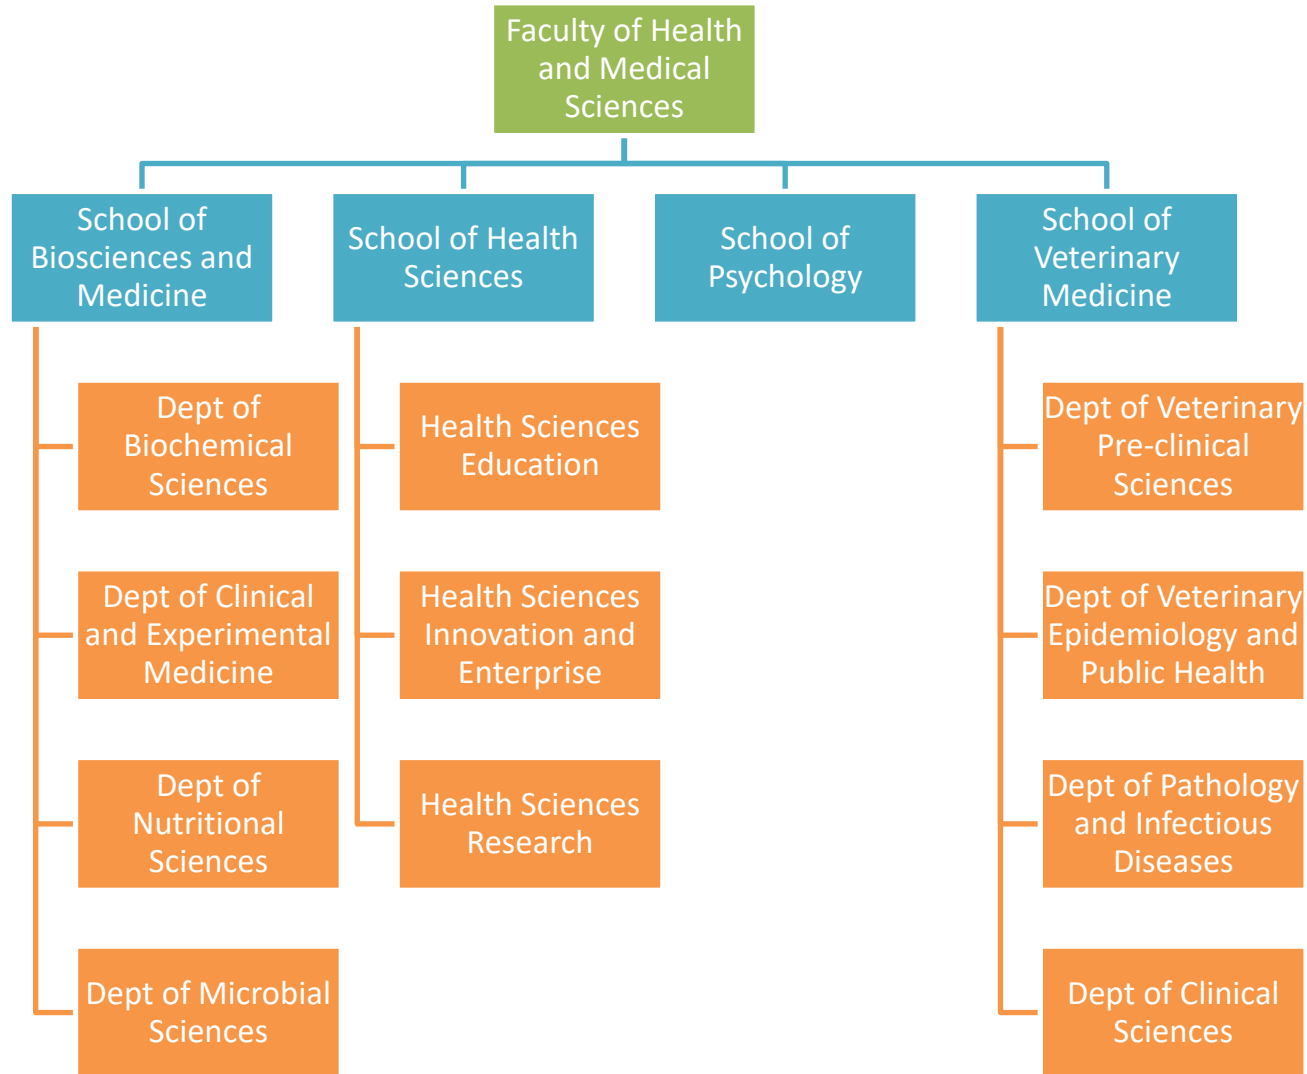 Faculty of Health
and Medical
Sciences
School of
Biosciences and
Medicine
School of Health
Sciences
School of
Psychology
School of
Veterinary
Medicine
Dept of
Biochemical
Sciences
Dept of Clinical
and Experimental
Medicine
Dept of
Nutritional
Sciences
Dept of Microbial
Sciences
Health Sciences
Education
Health Sciences
Innovation and
Enterprise
Health Sciences
Research
Dept of Veterinary
Pre-clinical
Sciences
Dept of Veterinary
Epidemiology and
Public Health
Dept of Pathology
and Infectious
Diseases
Dept of Clinical
Sciences